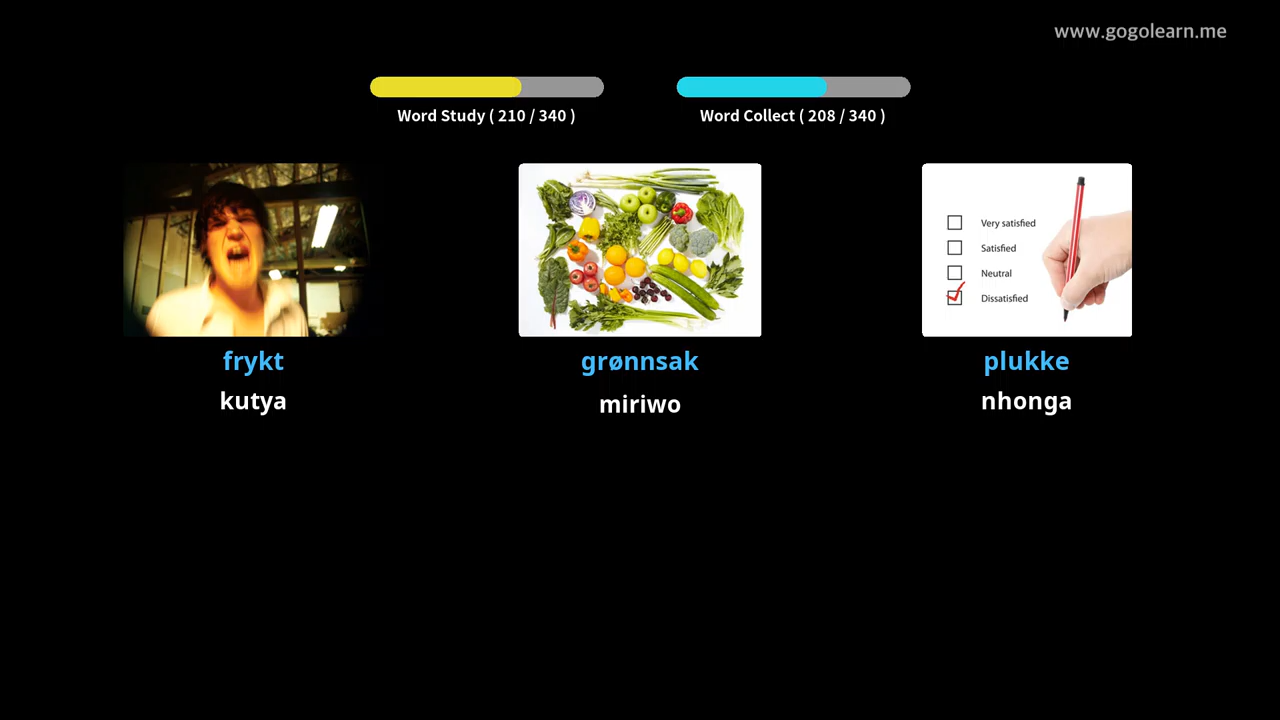 www.gogolearn.me
Word Study ( 210 / 340 )
Word Collect ( 208 / 340 )
Very satisfied
Satisfied
Neutral
Dissatisfied
frykt
grønnsak
plukke
kutya
miriwo
nhonga